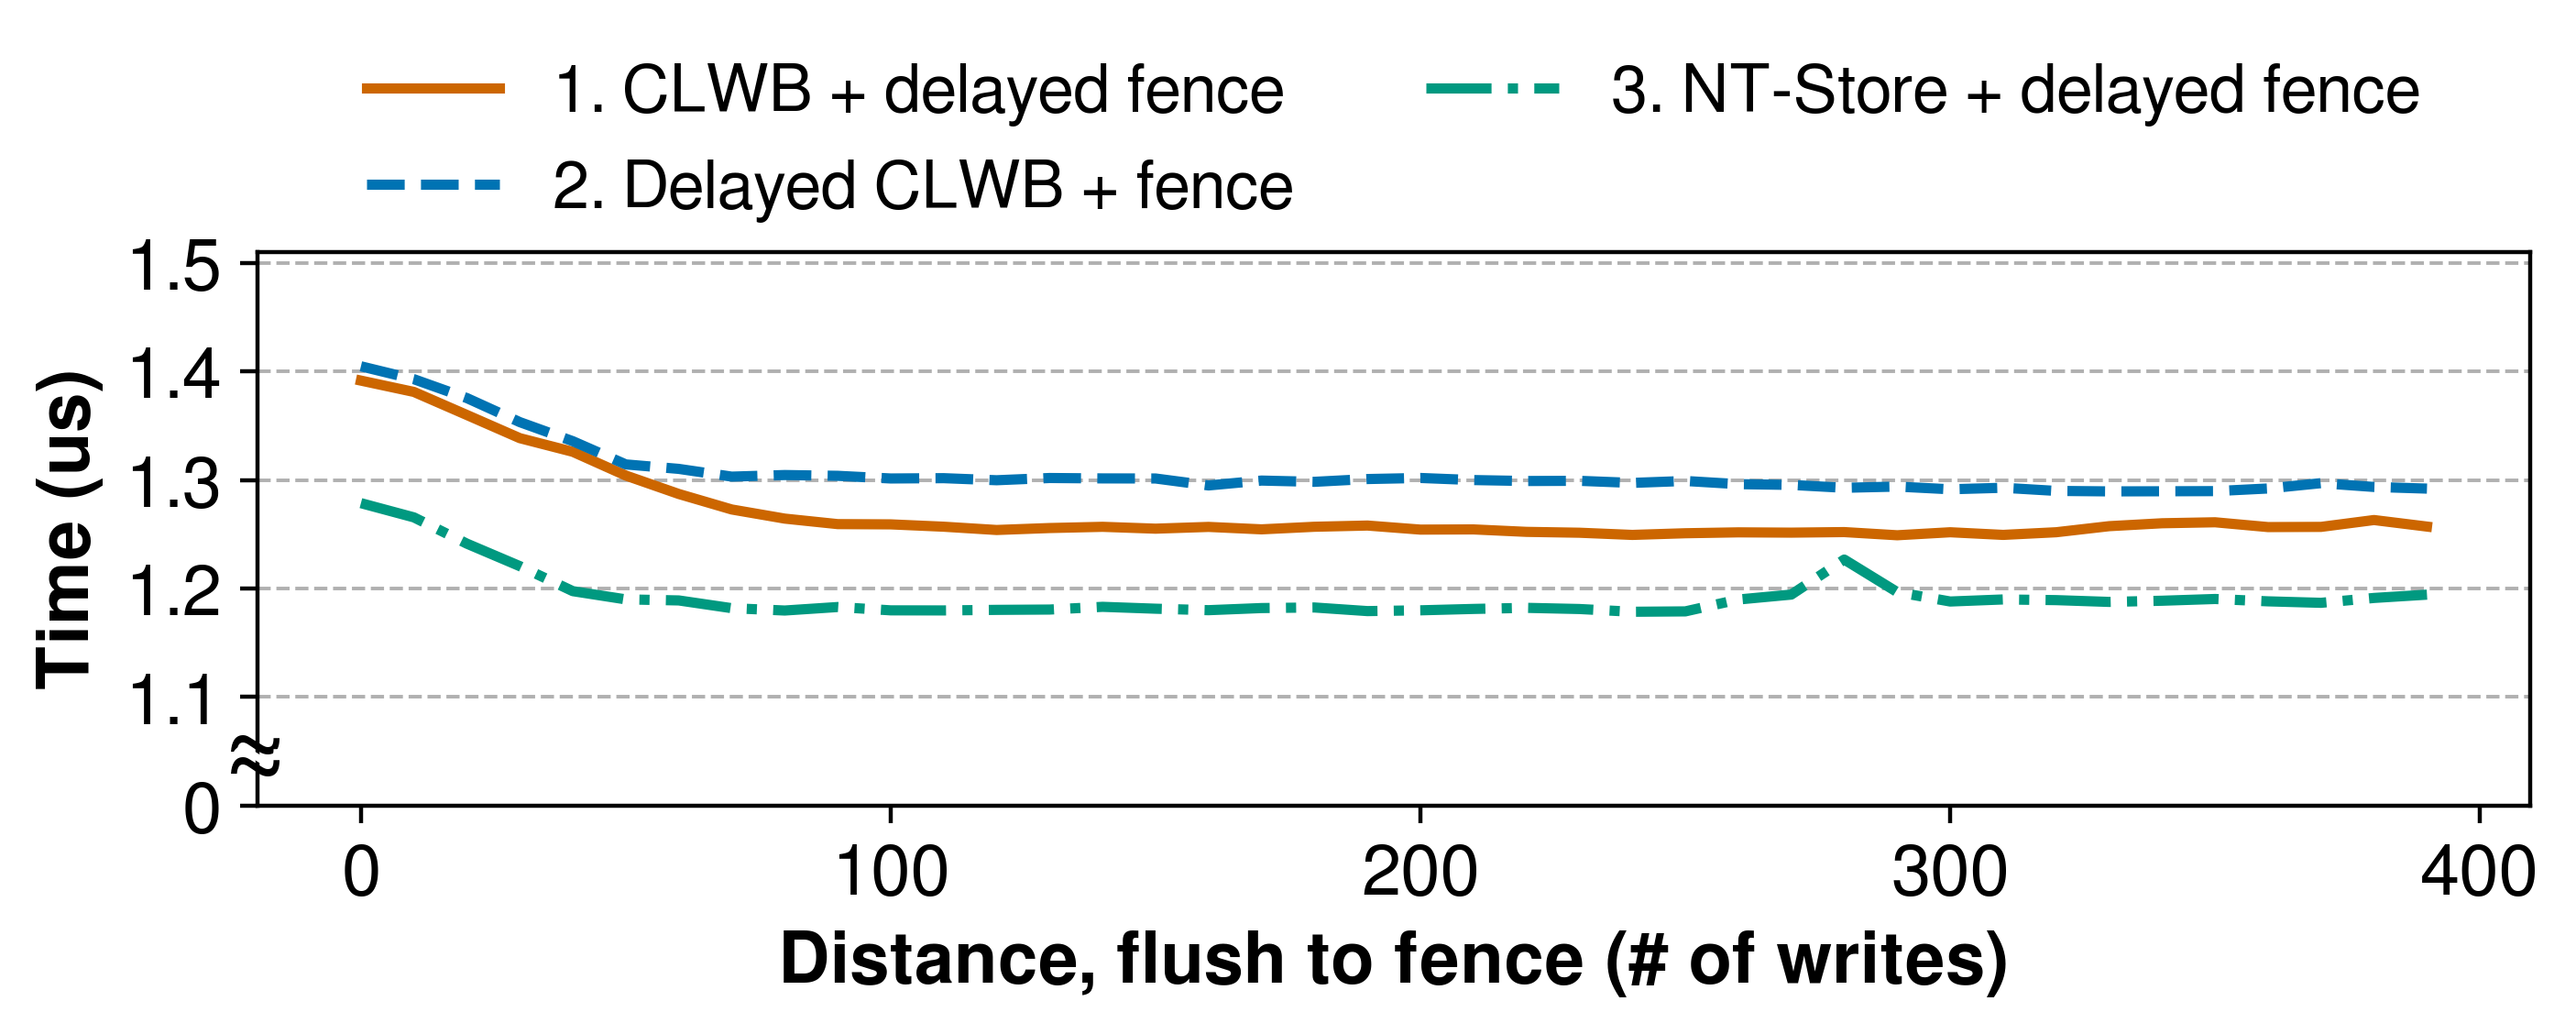 1. CLWB + delayed fence
2. Delayed CLWB + fence
3. NT-Store + delayed fence
Time (us)
1.5
1.4
1.3
1.2
1.1
0
0 100 200 300 400
Distance, flush to fence (# of writes)